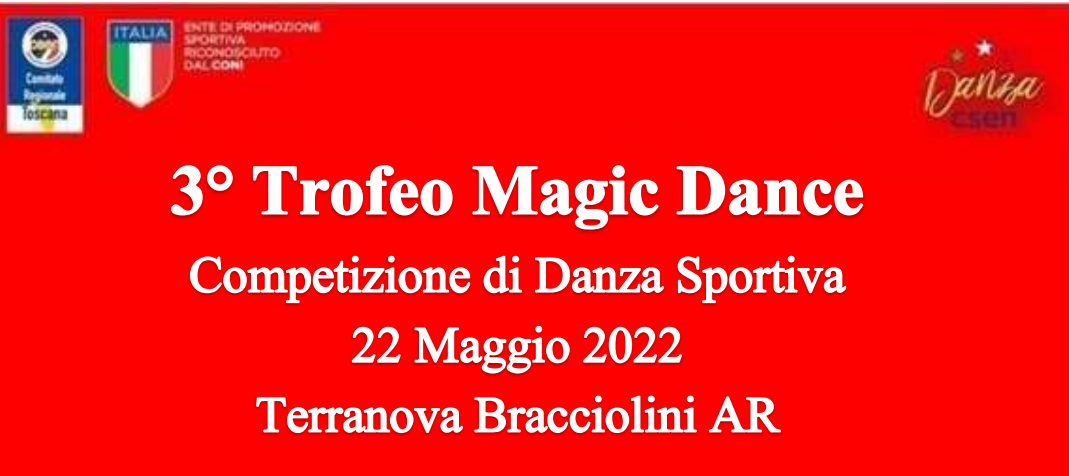 Comitato
Regionale
Toscana
ITALIA
ENTE DI PROMOZIONE
SPORTIVA
RICONOSCIUTO
DAL CONI
Danza
csen
3° Trofeo Magic Dance
Competizione di Danza Sportiva
22 Maggio 2022
Terranova Bracciolini AR